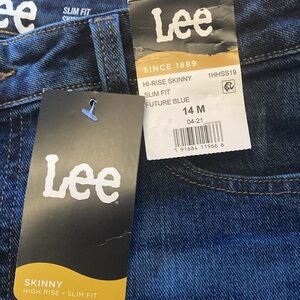 SLIM FIT
Lee
SINCE 1889
HI-RISE SKINNY 1HHSS19
SLIM FIT
FUTURE BLUE
14 M
04-21
1 91684 11966 6
Lee
SKINNY
HIGH RISE • SLIM FIT